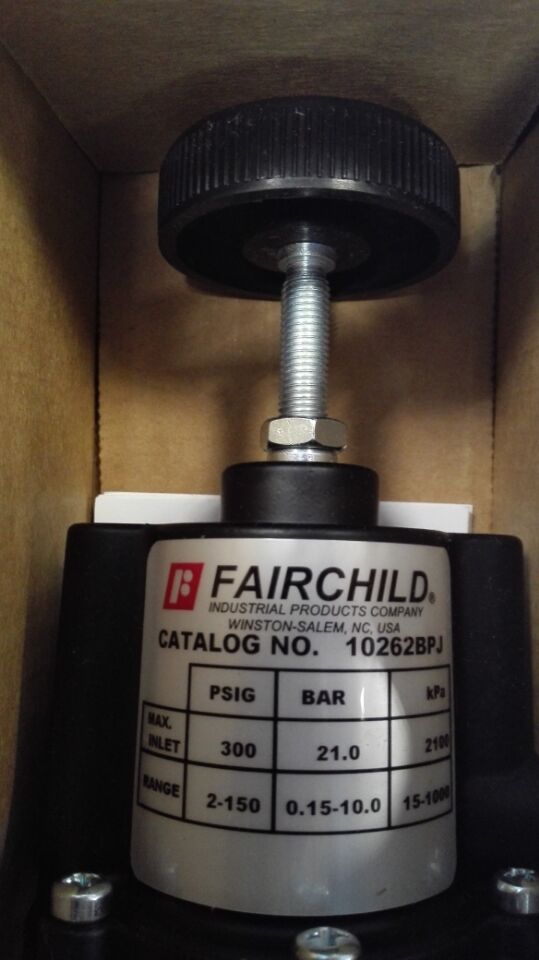 FAIRCHILD®
INDUSTRIAL PRODUCTS COMPANY
WINSTON-SALEM, NC, USA
CATALOG NO. 10262BPJ
PSIG BAR kPa
MAX. INLET 300 21.0 2100
RANGE 2-150 0.15-10.0 15-1000